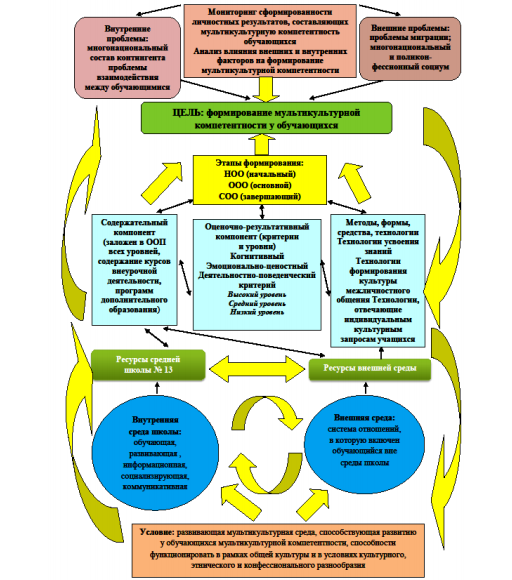 Мониторинг сформированности
личностных результатов, составляющих
мультикультурную компетентность
обучающихся
Анализ влияния внешних и внутренних
факторов на формирование
мультикультурной компетентности
Внутренние
проблемы:
многонациональный
состав контингента
проблемы
взаимодействия
между обучающимися
Внешние проблемы:
проблемы миграции;
многонациональный
и поликон-
фессионный социум
ЦЕЛЬ: формирование мультикультурной
компетентности у обучающихся
Этапы формирования:
НОО (начальный)
ООО (основной)
СОО (завершающий)
Содержательный
компонент
(заложен в ООП
всех уровней,
содержание курсов
внеурочной
деятельности,
программ
дополнительного
образования)
Оценочно-результативный
компонент (критерии
и уровни)
Когнитивный
Эмоционально-ценостный
Деятельностно-поведенческий
критерий
Высокий уровень
Средний уровень
Низкий уровень
Методы, формы,
средства, технологии
Технологии усвоения
знаний
Технологии
формирования
культуры
межличностного
общения Технологии,
отвечающие
индивидуальным
культурным
запросам учащихся
Ресурсы средней
школы № 13
Ресурсы внешней среды
Внутренняя
среда школы:
обучающая,
развивающая ,
информационная,
социализирующая,
коммуникативная
Внешняя среда:
система отношений,
в которую включен
обучающийся вне
среды школы
Условие: развивающая мультикультурная среда, способствующая развитию
у обучающихся мультикультурной компетентности, способности
функционировать в рамках общей культуры и в условиях культурного,
этнического и конфессионального разнообразия